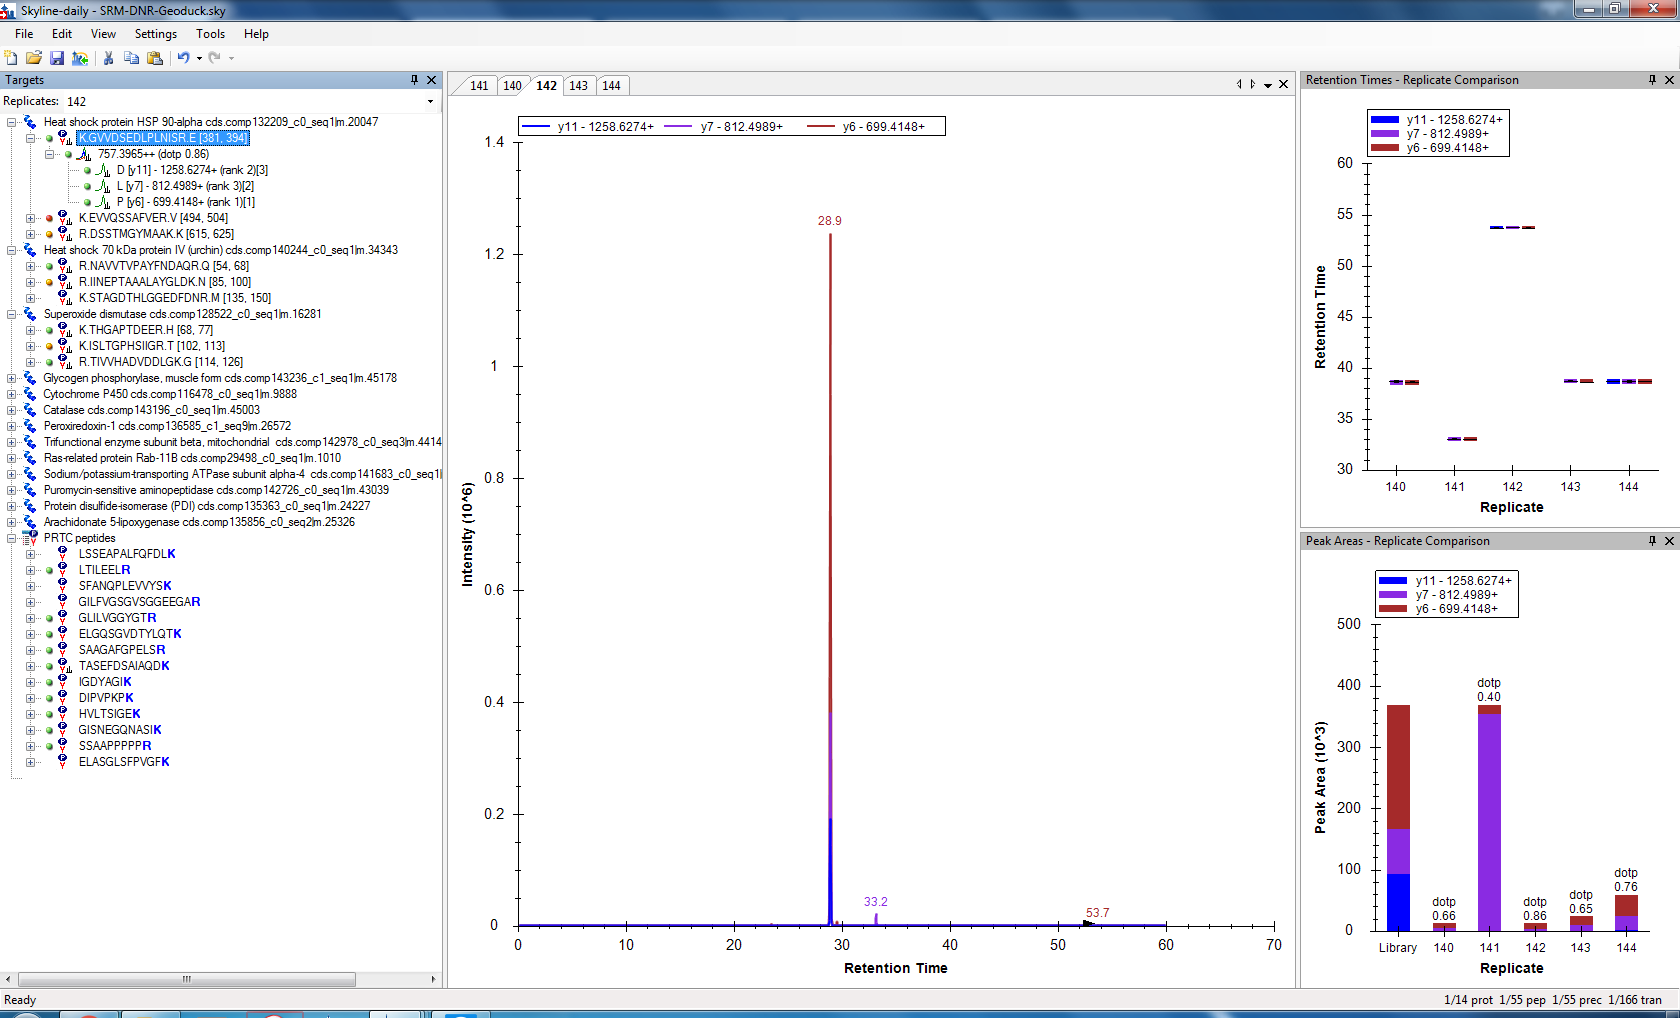 Skyline-daily - SRM-DNR-Geoduck.sky
File Edit View Settings Tools Help
Targets
Replicates: 142
Heat shock protein HSP 90-alpha cds.comp132209_c0_seq1|m.20047
K.GVVDSEDLPLNISR.E [381, 394]
757.3965++ (dotp 0.86)
D [y11] - 1258.6274+ (rank 2)[3]
L [y7] - 812.4989+ (rank 3)[2]
P [y6] - 699.4148+ (rank 1)[1]
K.EVVQSSAFVER.V [494, 504]
R.DSSTMGYMAAK.K [615, 625]
Heat shock 70 kDa protein IV (urchin) cds.comp140244_c0_seq1|m.34343
R.NAVVTVPAYFNDAQR.Q [54, 68]
R.IINEPTAAALAYGLDK.N [85, 100]
K.STAGDTHLGGEDFDNR.M [135, 150]
Superoxide dismutase cds.comp128522_c0_seq1|m.16281
K.THGAPTDEER.H [68, 77]
K.ISLTGPHSIIGR.T [102, 113]
R.TIVVHADVDDLGK.G [114, 126]
Glycogen phosphorylase, muscle form cds.comp143236_c1_seq1|m.45178
Cytochrome P450 cds.comp116478_c0_seq1|m.9888
Catalase cds.comp143196_c0_seq1|m.45003
Peroxiredoxin-1 cds.comp136585_c1_seq9|m.26572
Trifunctional enzyme subunit beta, mitochondrial cds.comp142978_c0_seq3|m.4414
Ras-related protein Rab-11B cds.comp29498_c0_seq1|m.1010
Sodium/potassium-transporting ATPase subunit alpha-4 cds.comp141683_c0_seq1|
Puromycin-sensitive aminopeptidase cds.comp142726_c0_seq1|m.43039
Protein disulfide-isomerase (PDI) cds.comp135363_c0_seq1|m.24227
Arachidonate 5-lipoxygenase cds.comp135856_c0_seq2|m.25326
PRTC peptides
LSSEAPALFQFDLK
LTILEELR
SFANQPLEVVYSK
GILFVGSGVSGGEEGAR
GLILVGGYGTR
ELGQSGVDTYLQTK
SAAGAFGPELSR
TASEFDSAIAQDK
IGDYAGIK
DIPVPKPK
HVLTSIGEK
GISNEGQNASIK
SSAAPPPPPR
ELASGLSFPVGFK
141 140 142 143 144
y11 - 1258.6274+ y7 - 812.4989+ y6 - 699.4148+
1.4
1.2
1
0.8
0.6
0.4
0.2
0
Intensity (10^6)
28.9
33.2
53.7
0 10 20 30 40 50 60 70
Retention Time
Retention Times - Replicate Comparison
y11 - 1258.6274+
y7 - 812.4989+
y6 - 699.4148+
60
55
50
45
40
35
30
Retention Time
140 141 142 143 144
Replicate
Peak Areas - Replicate Comparison
y11 - 1258.6274+
y7 - 812.4989+
y6 - 699.4148+
500
400
300
200
100
0
Peak Area (10^3)
dotp
0.66
dotp
0.40
dotp
0.86
dotp
0.65
dotp
0.76
Library 140 141 142 143 144
Replicate
Ready
1/14 prot 1/55 pep 1/55 prec 1/166 tran